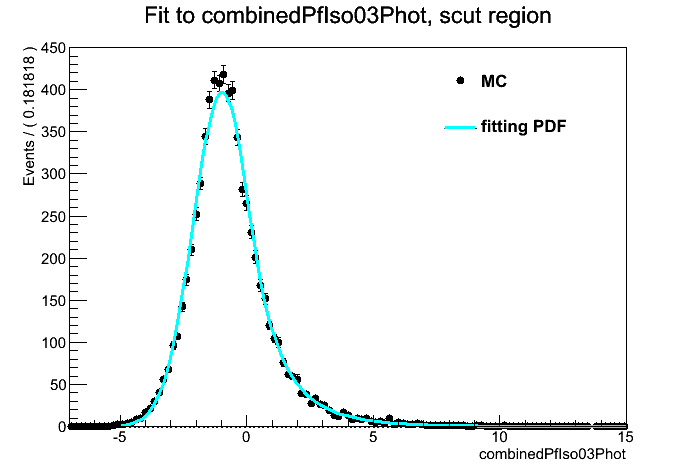 Fit to combinedPfIso03Phot, scut region
Events / ( 0.181818 )
450
400
350
300
250
200
150
100
50
0
-5 0 5 10 15
combinedPfIso03Phot
MC
fitting PDF